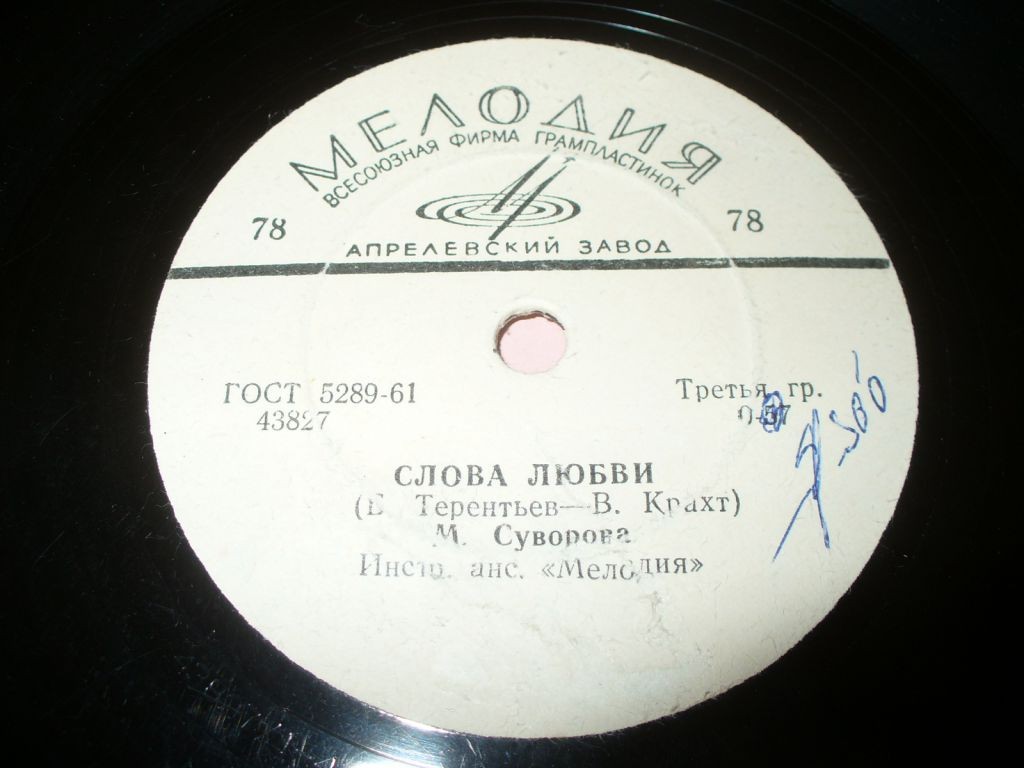 МЕЛОДИЯ
ВСЕСОЮЗНАЯ ФИРМА ГРАМПЛАСТИНОК
78 78
АПРЕЛЕВСКИЙ ЗАВОД
ГОСТ 5289-61 Третья гр.
43827
СЛОВА ЛЮБВИ
Терентьев—В. Крахт)
М. Суворова
Инстр. анс. «Мелодия»